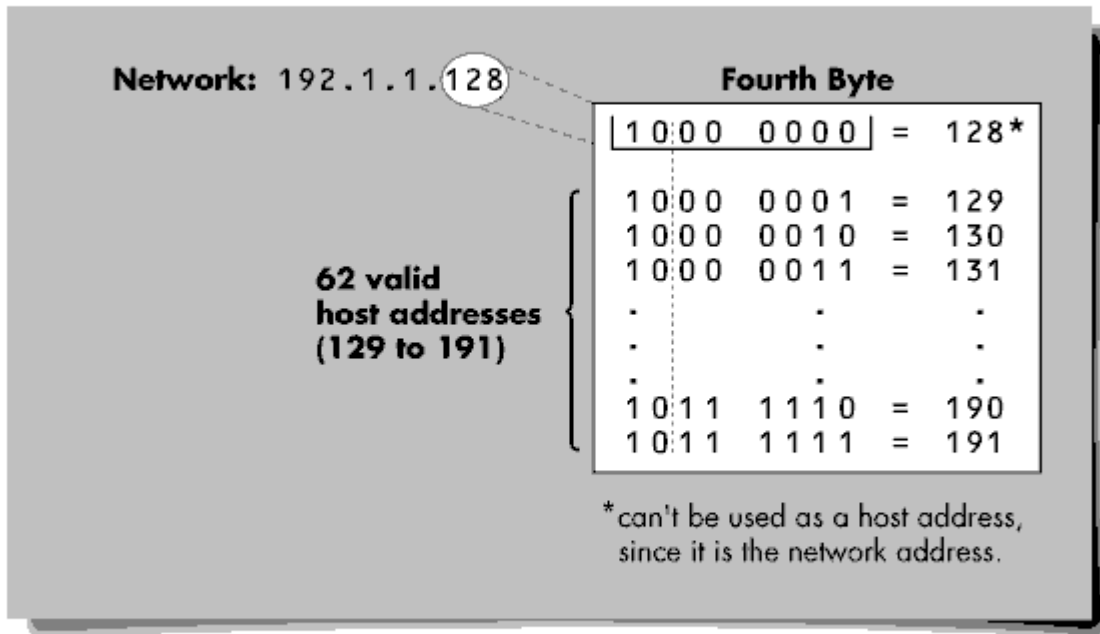 Network: 192.1.1.128
Fourth Byte
1000 0000 = 128*
1000 0001 = 129
1000 0010 = 130
1000 0011 = 131
. . .
. . .
. . .
1011 1110 = 190
1011 1111 = 191
62 valid
host addresses
(129 to 191)
*can't be used as a host address,
since it is the network address.